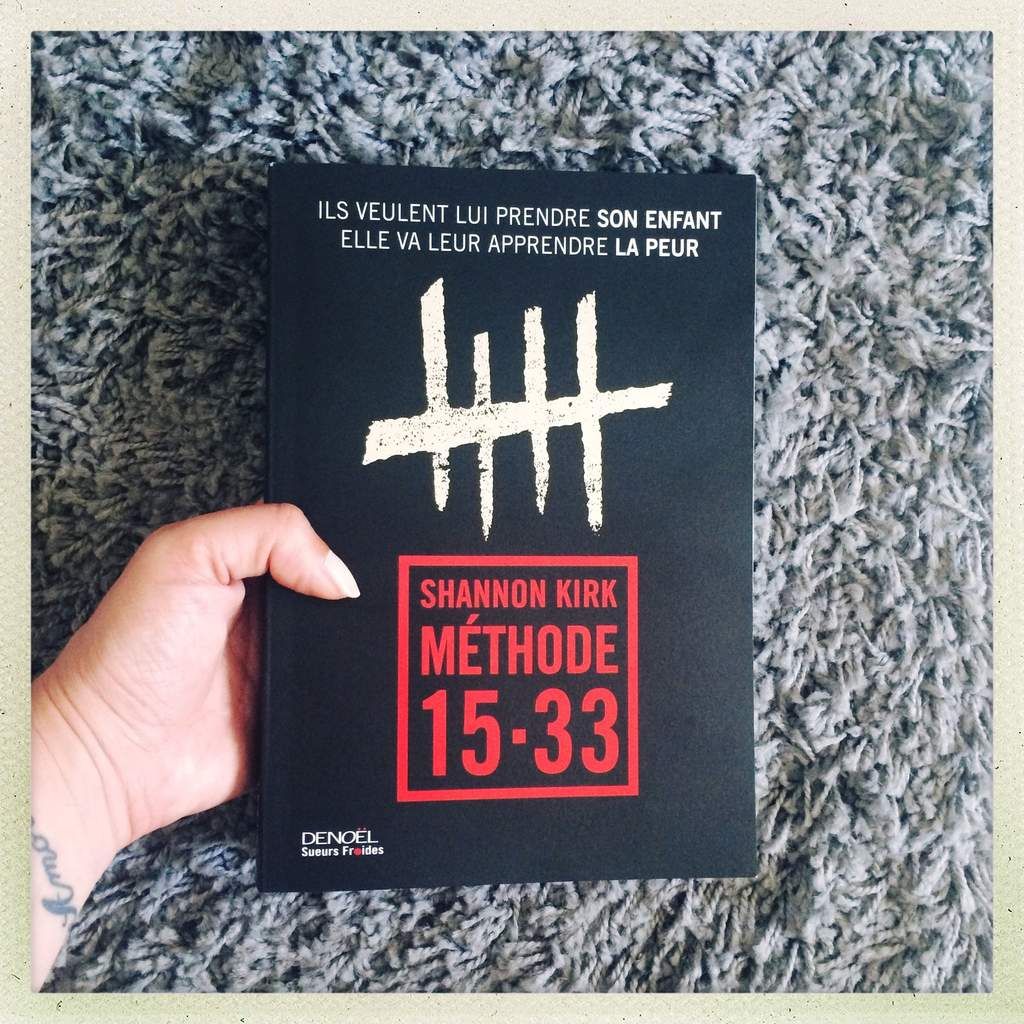 ILS VEULENT LUI PRENDRE SON ENFANT
ELLE VA LEUR APPRENDRE LA PEUR
SHANNON KIRK
MÉTHODE
15·33
DENOËL
Sueurs Froides